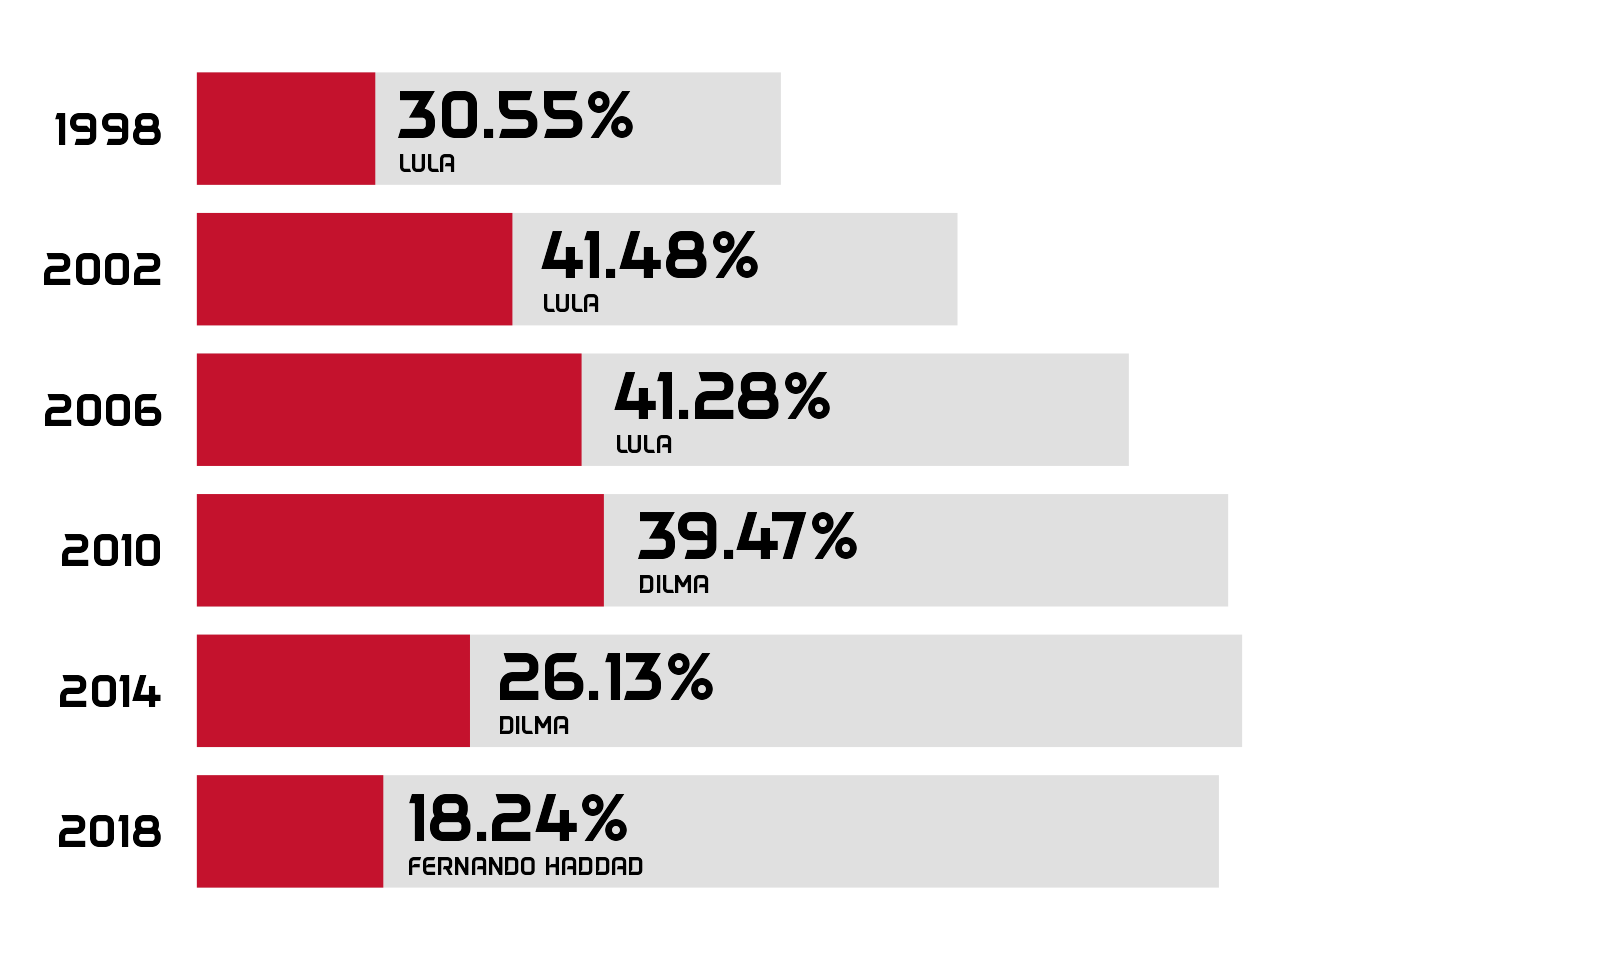 1998
30.55%
LULA
2002
41.48%
LULA
2006
41.28%
LULA
2010
39.47%
DILMA
2014
26.13%
DILMA
2018
18.24%
FERNANDO HADDAD